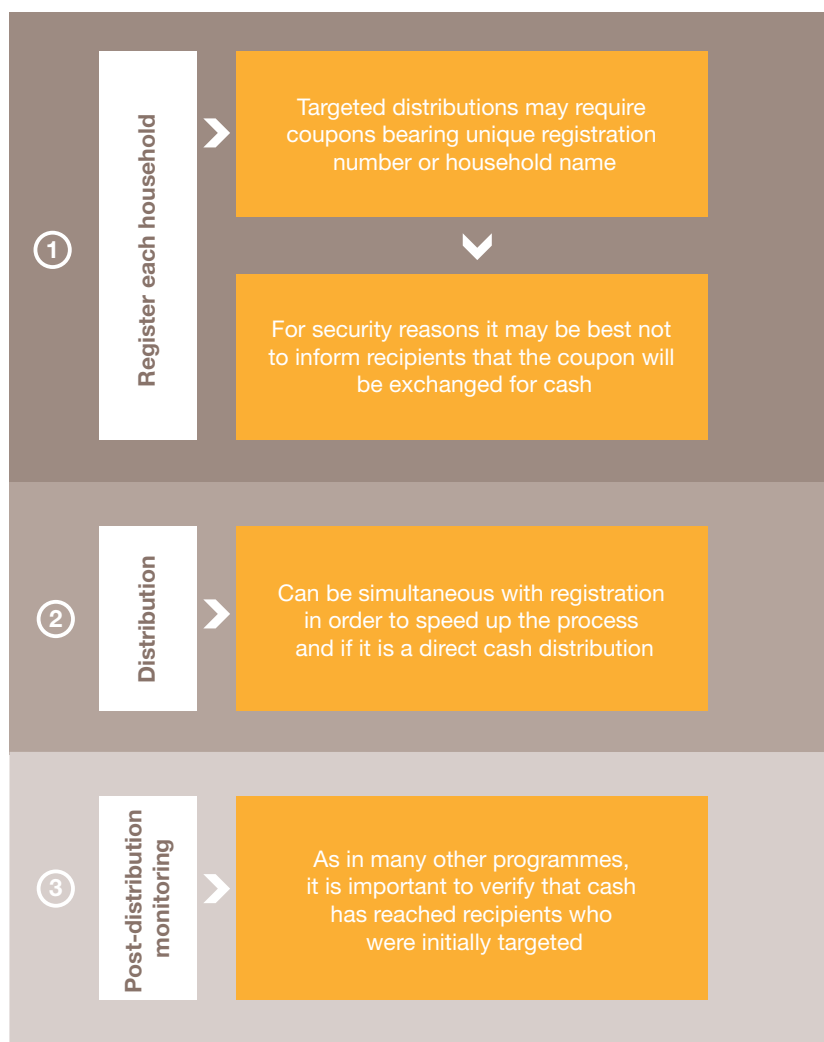 1
Register each household
Targeted distributions may require
coupons bearing unique registration
number or household name
For security reasons it may be best not
to inform recipients that the coupon will
be exchanged for cash
2
Distribution
Can be simultaneous with registration
in order to speed up the process
and if it is a direct cash distribution
3
Post-distribution
monitoring
As in many other programmes,
it is important to verify that cash
has reached recipients who
were initially targeted